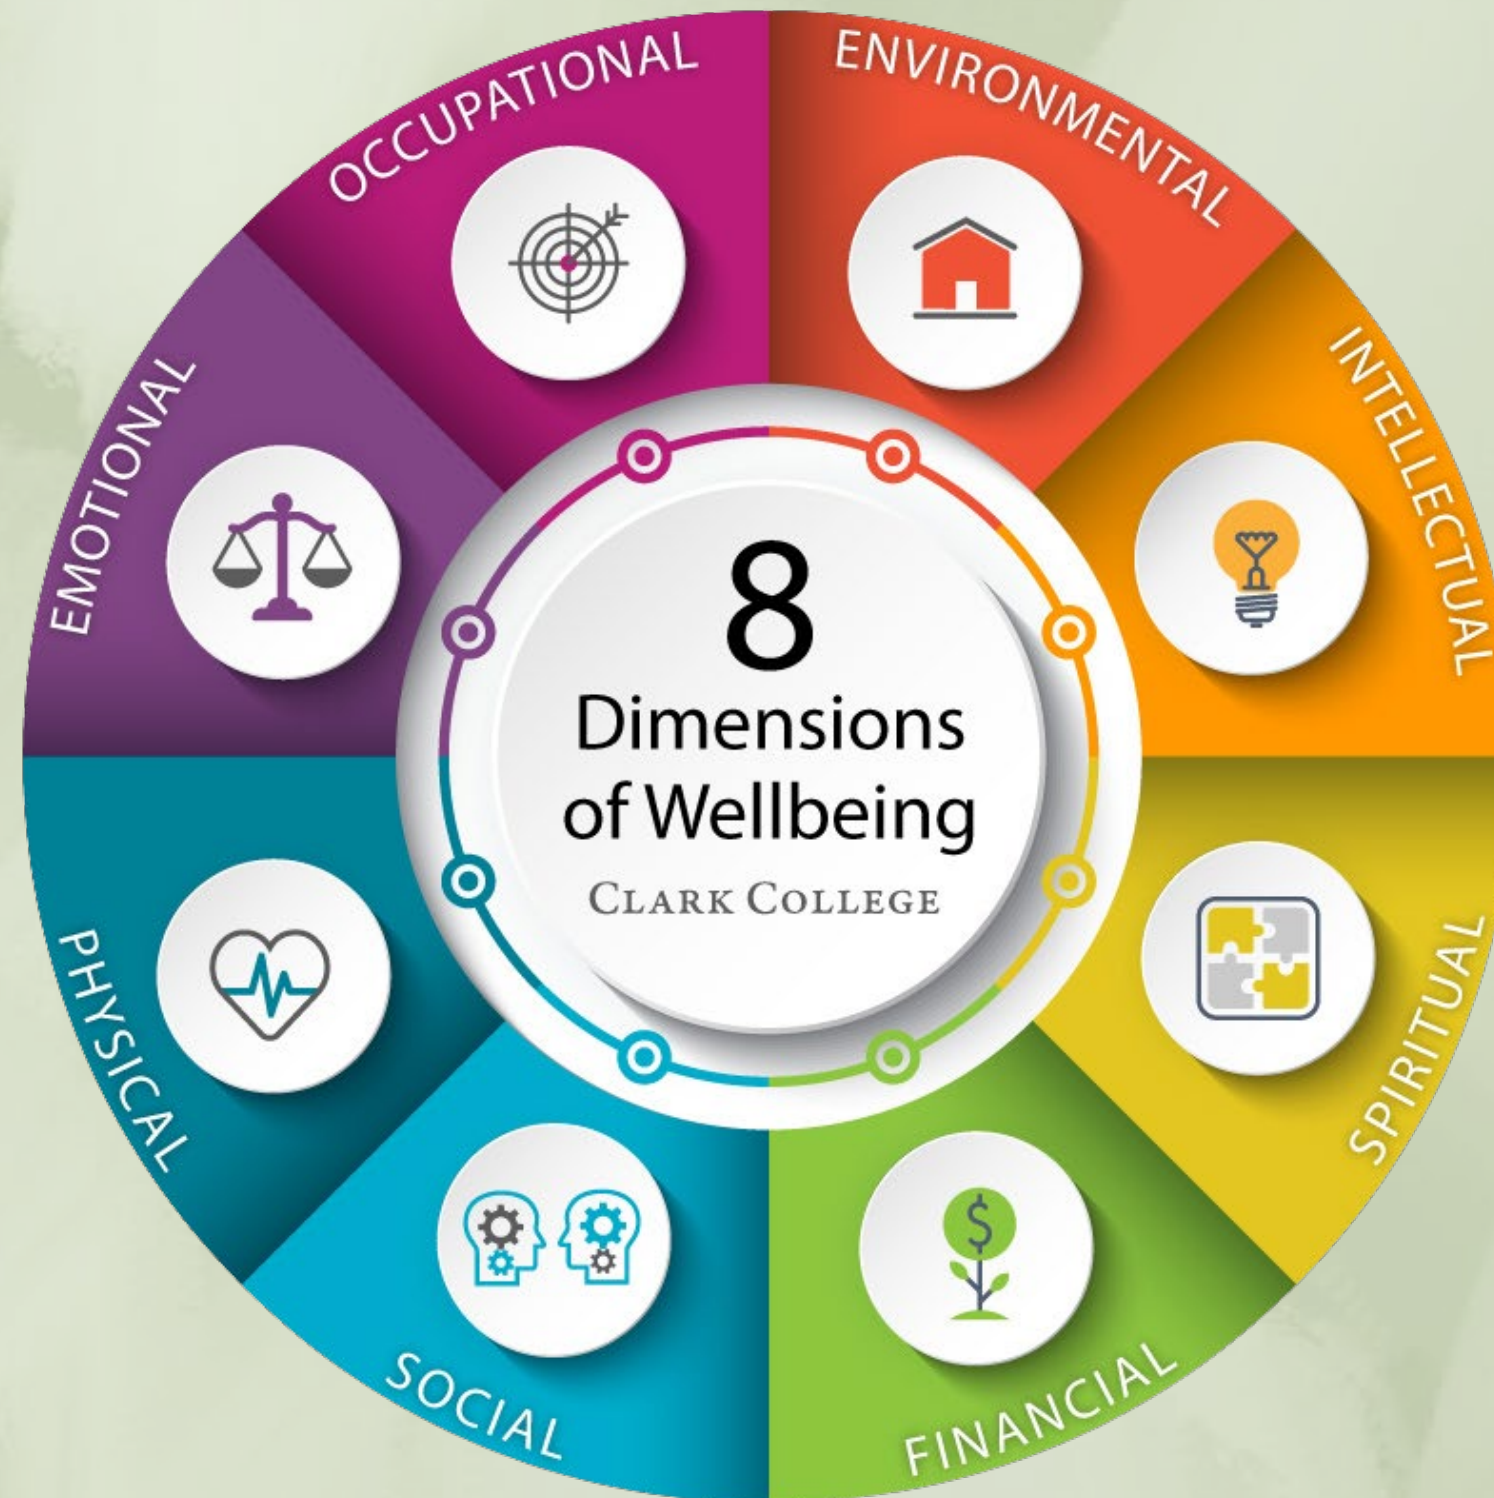 OCCUPATIONAL
ENVIRONMENTAL
INTELLECTUAL
SPIRITUAL
FINANCIAL
SOCIAL
PHYSICAL
EMOTIONAL
8
Dimensions
of Wellbeing
CLARK COLLEGE
$